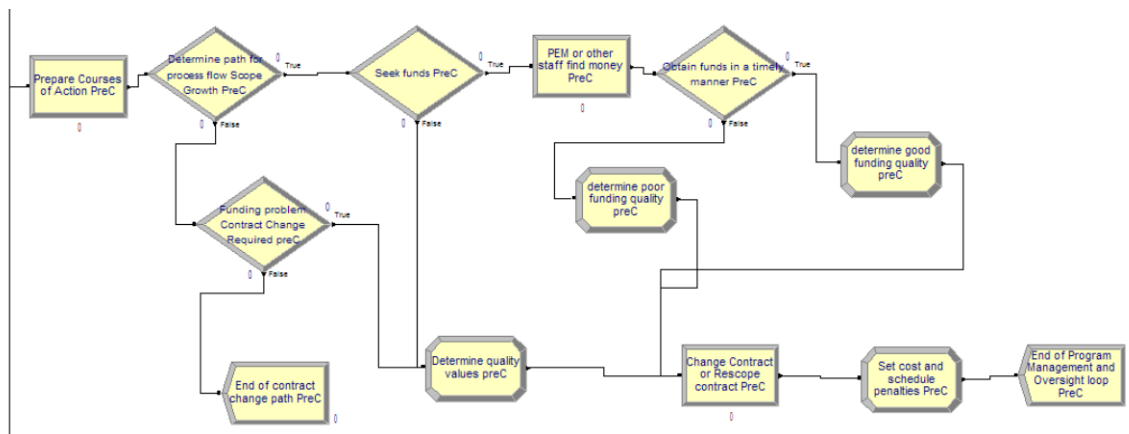 Prepare Courses
of Action PreC
0
Determine path for
process flow Scope
Growth PreC
0
True
0
False
Seek funds PreC
0
True
0
False
PEM or other
staff find money
PreC
0
Obtain funds in a timely
manner PreC
0
True
0
False
determine good
funding quality
preC
determine poor
funding quality
preC
Funding problem
Contract Change
Required preC
0
True
0
False
End of contract
change path PreC
0
Determine quality
values preC
Change Contract
or Rescope
contract PreC
0
Set cost and
schedule
penalties PreC
End of Program
Management and
Oversight loop
PreC